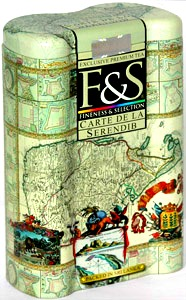 EXCLUSIVE PREMIUM TEA
F&S
FINENESS & SELECTION
CARTE DE LA
SERENDIB
PACKED IN SRI LANKA